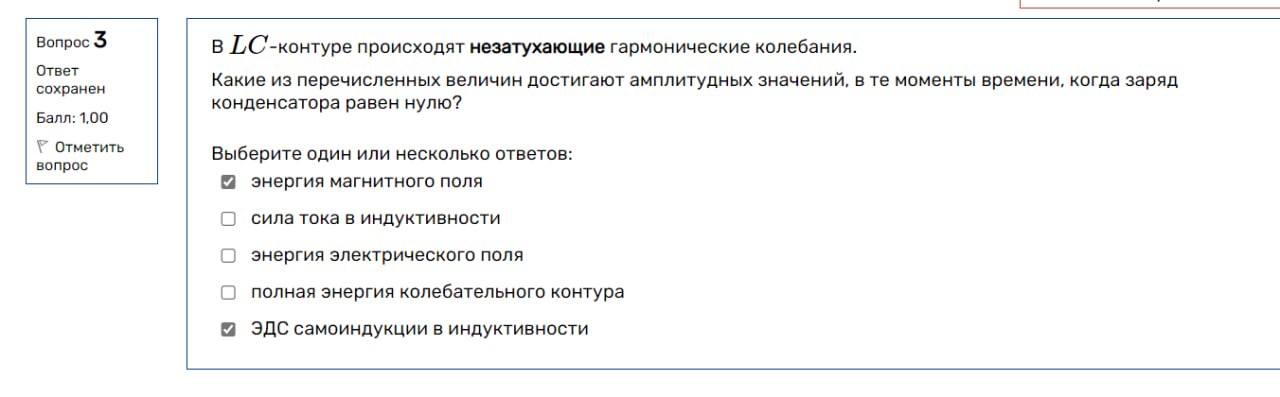 Вопрос 3
Ответ
сохранен
Балл: 1,00
Отметить
вопрос
В LC-контуре происходят незатухающие гармонические колебания.
Какие из перечисленных величин достигают амплитудных значений, в те моменты времени, когда заряд
конденсатора равен нулю?
Выберите один или несколько ответов:
энергия магнитного поля
сила тока в индуктивности
энергия электрического поля
полная энергия колебательного контура
ЭДС самоиндукции в индуктивности